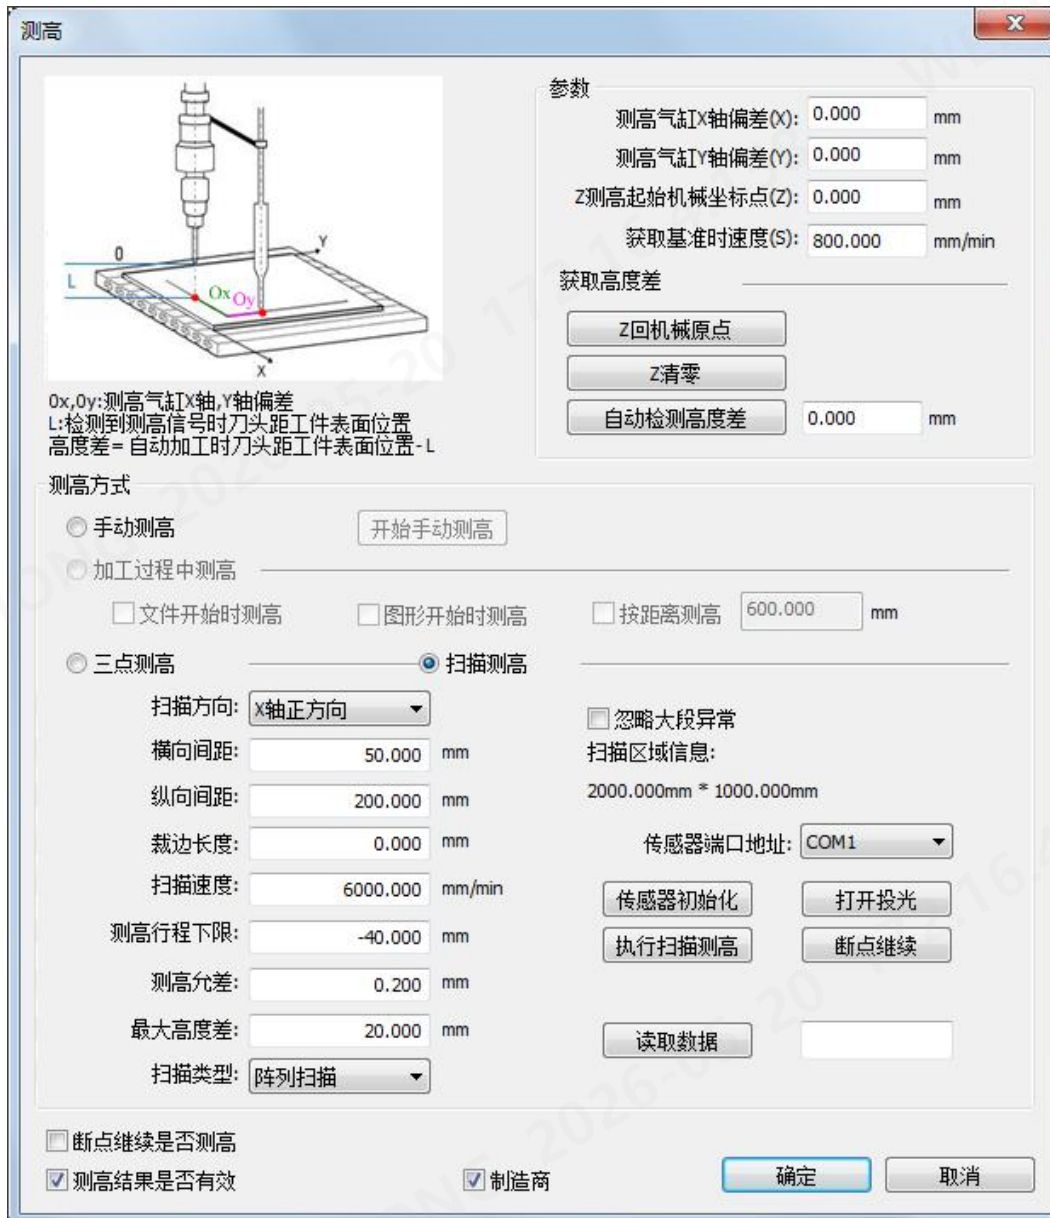 测高
参数
测高气缸X轴偏差(X): 0.000 mm
测高气缸Y轴偏差(Y): 0.000 mm
Z测高起始机械坐标点(Z): 0.000 mm
获取基准时速度(S): 800.000 mm/min
获取高度差
Z回机械原点
Z清零
自动检测高度差 0.000 mm
0
L
Y
Ox
Oy
X
Ox,Oy:测高气缸X轴,Y轴偏差
L:检测到测高信号时刀头距工件表面位置
高度差=自动加工时刀头距工件表面位置-L
测高方式
手动测高 开始手动测高
加工过程中测高
文件开始时测高 图形开始时测高 按距离测高 600.000 mm
三点测高 扫描测高
扫描方向: X轴正方向
横向间距: 50.000 mm
纵向间距: 200.000 mm
裁边长度: 0.000 mm
扫描速度: 6000.000 mm/min
测高行程下限: -40.000 mm
测高允差: 0.200 mm
最大高度差: 20.000 mm
扫描类型: 阵列扫描
忽略大段异常
扫描区域信息:
2000.000mm * 1000.000mm
传感器端口地址: COM1
传感器初始化 打开投光
执行扫描测高 断点继续
读取数据
断点继续是否测高
测高结果是否有效 制造商 确定 取消